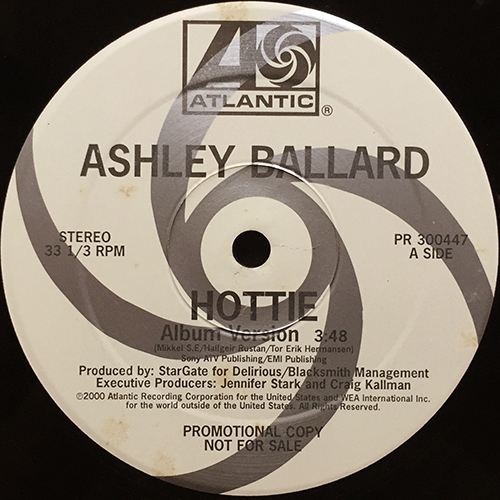 ATLANTIC ®
ASHLEY BALLARD
STEREO
33 1/3 RPM
PR 300447
A SIDE
HOTTIE
Album Version 3:48
(Mikkel S.E/Hallgeir Rustan/Tor Erik Hermansen)
Sony ATV Publishing/EMI Publishing
Produced by: StarGate for Delirious/Blacksmith Management
Executive Producers: Jennifer Stark and Craig Kallman
℗2000 Atlantic Recording Corporation for the United States and WEA International Inc.
for the world outside of the United States. All Rights Reserved.
PROMOTIONAL COPY
NOT FOR SALE